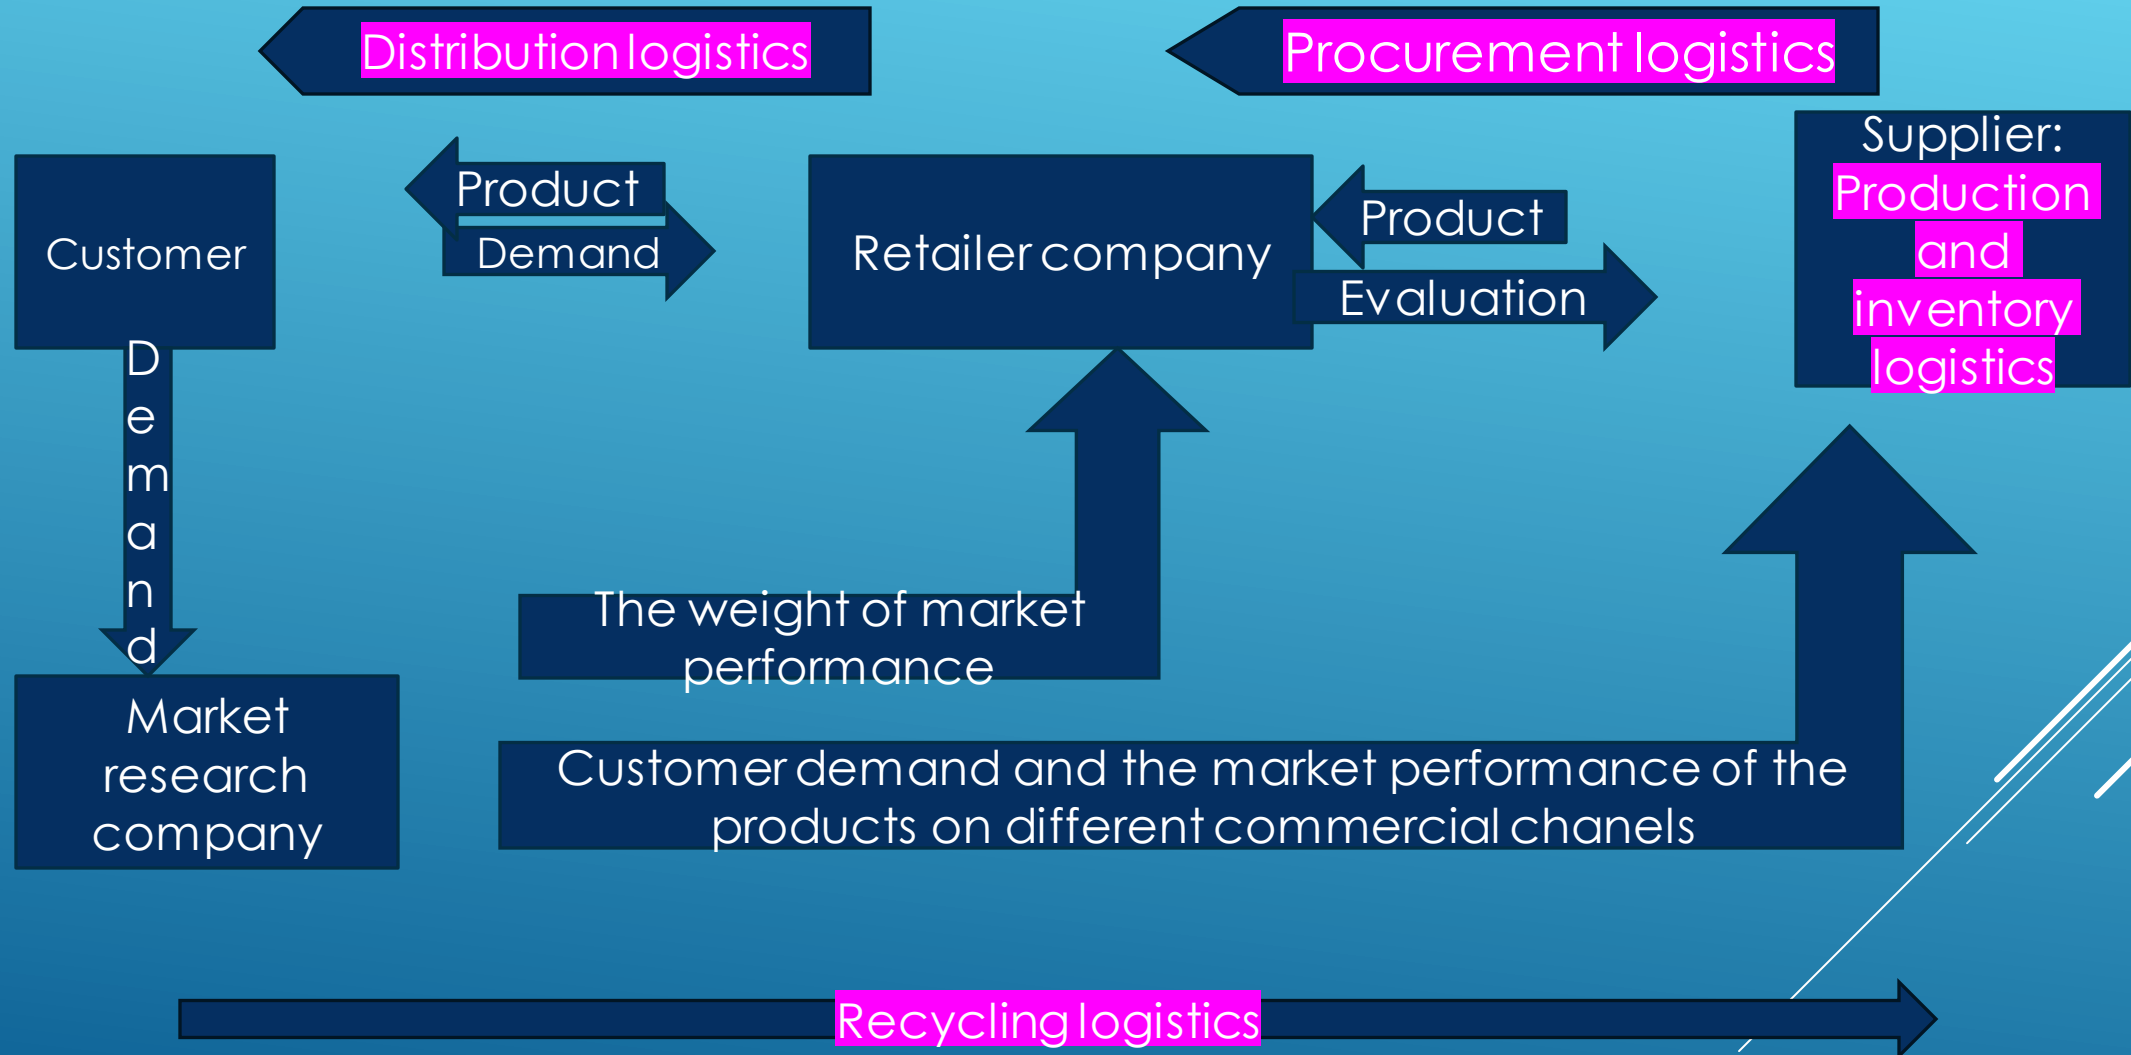 Distribution logistics
Procurement logistics
Supplier:
Production
and
inventory
logistics
Customer
Product
Demand
Retailer company
Product
Evaluation
Demand
The weight of market
performance
Market
research
company
Customer demand and the market performance of the
products on different commercial chanels
Recycling logistics